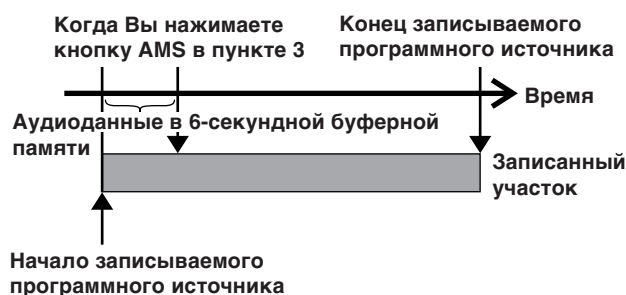 Когда Вы нажимаете
кнопку AMS в пункте 3
Конец записываемого
программного источника
Время
Аудиоданные в 6-секундной буферной
памяти
Записанный
участок
Начало записываемого
программного источника